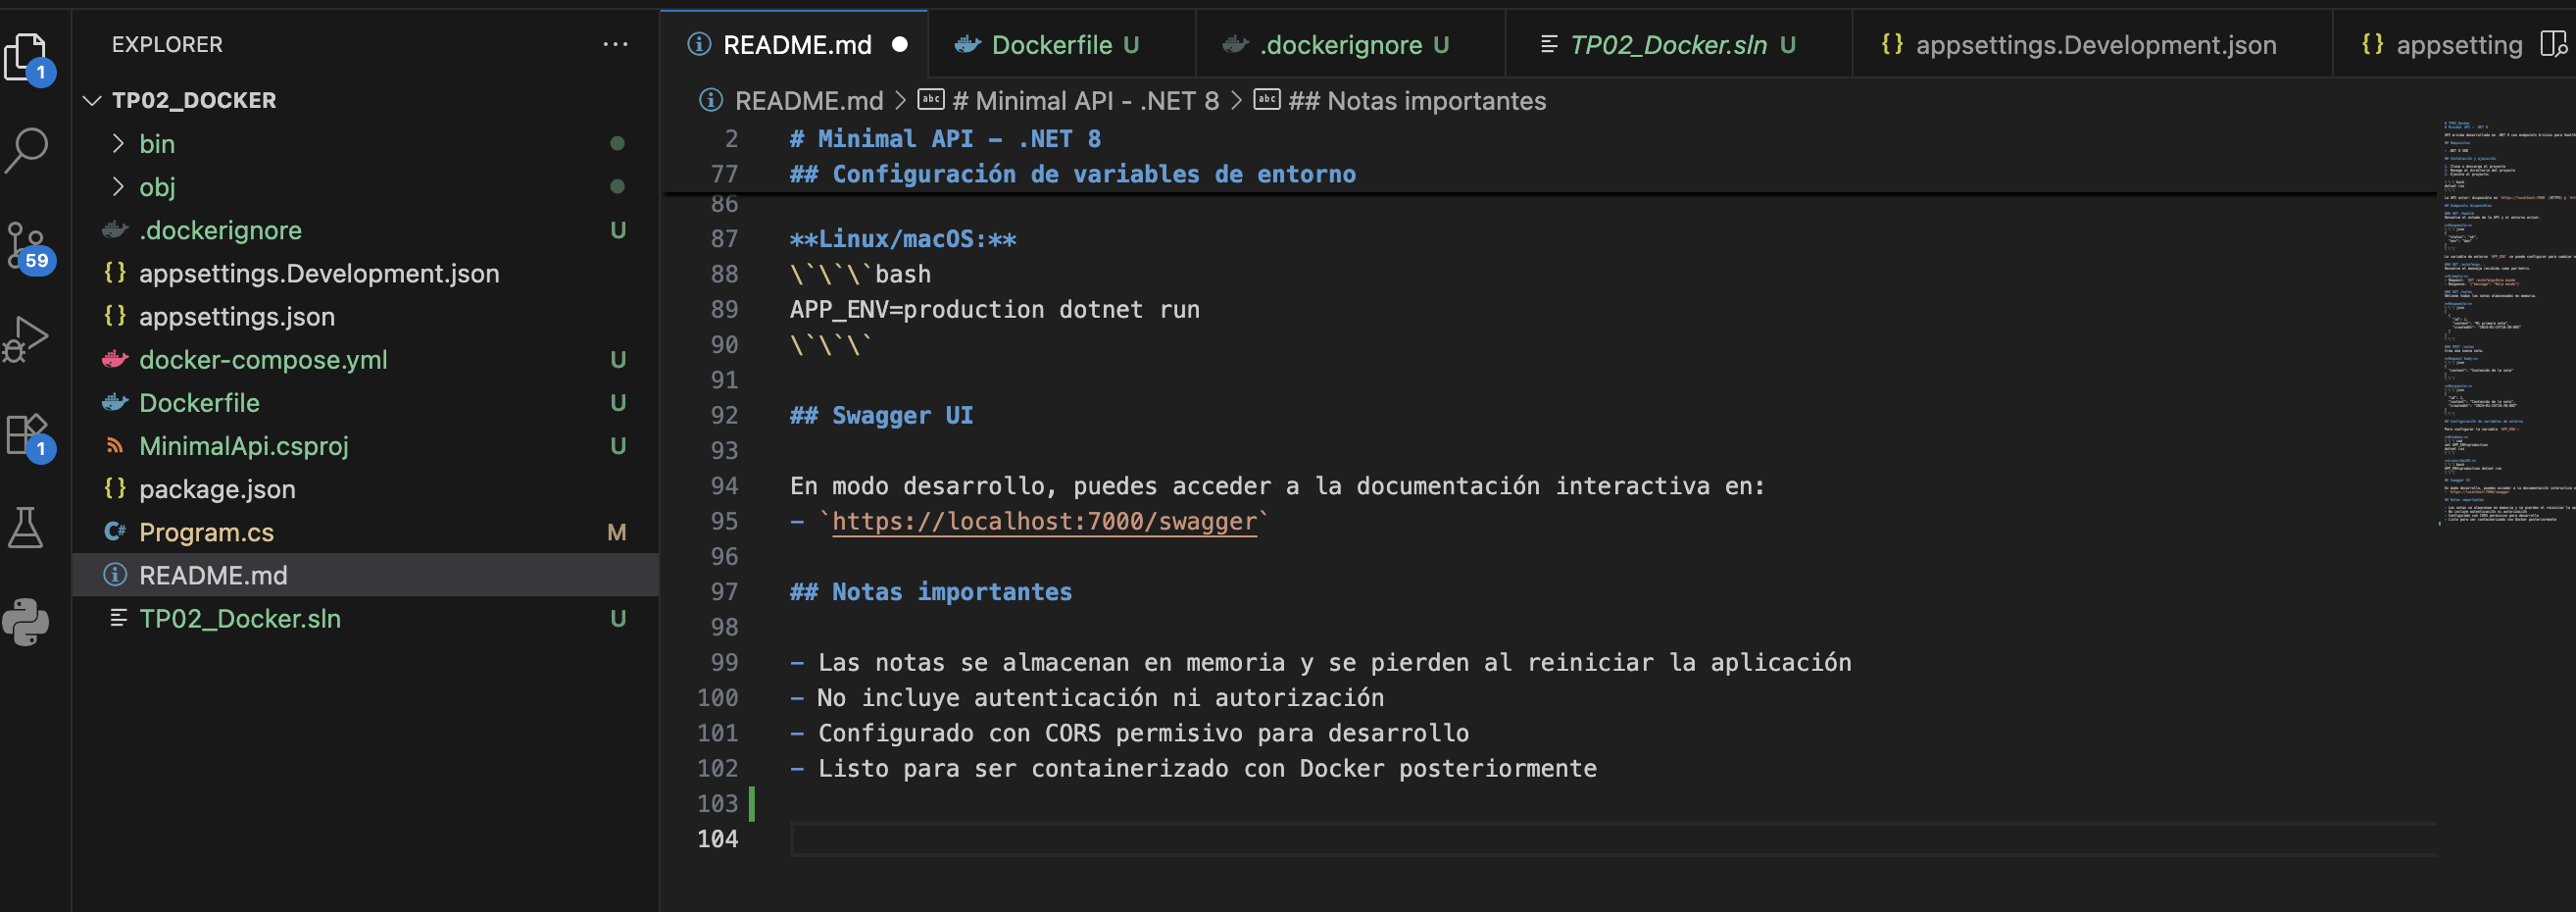 EXPLORER
TP02_DOCKER
bin
obj
.dockerignore U
appsettings.Development.json
appsettings.json
docker-compose.yml U
Dockerfile U
MinimalApi.csproj U
package.json
Program.cs M
README.md
TP02_Docker.sln U
1
59
1
README.md
Dockerfile U
.dockerignore U
TP02_Docker.sln U
appsettings.Development.json
appsetting
README.md > # Minimal API - .NET 8 > ## Notas importantes
2 # Minimal API - .NET 8
77 ## Configuración de variables de entorno
86
87 **Linux/macOS:**
88 \`\`\`bash
89 APP_ENV=production dotnet run
90 \`\`\`
91
92 ## Swagger UI
93
94 En modo desarrollo, puedes acceder a la documentación interactiva en:
95 - `https://localhost:7000/swagger`
96
97 ## Notas importantes
98
99 - Las notas se almacenan en memoria y se pierden al reiniciar la aplicación
100 - No incluye autenticación ni autorización
101 - Configurado con CORS permisivo para desarrollo
102 - Listo para ser containerizado con Docker posteriormente
103
104